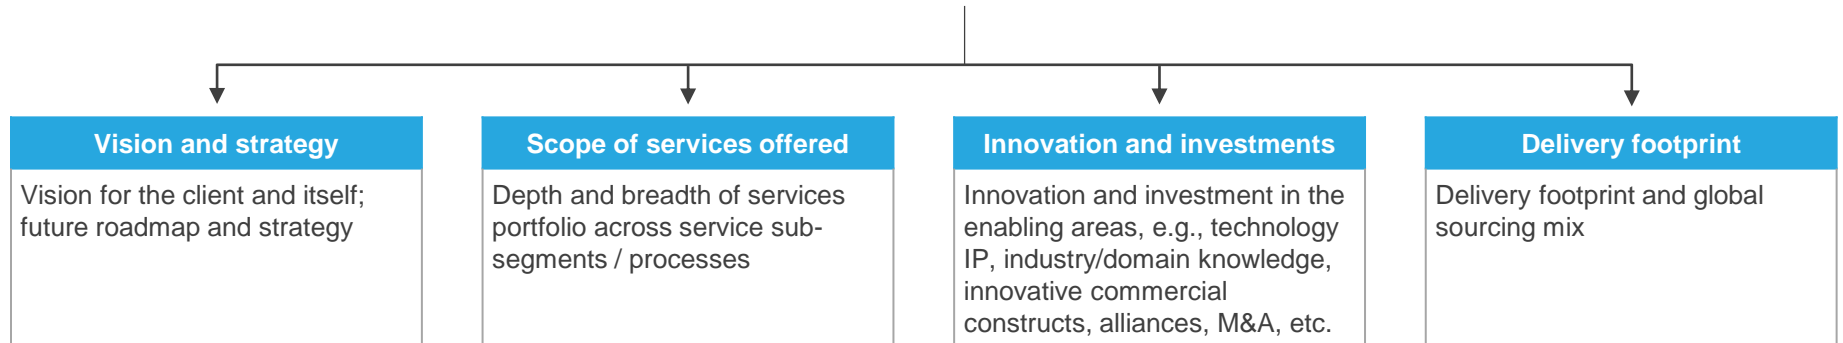 Vision and strategy
Vision for the client and itself;
future roadmap and strategy
Scope of services offered
Depth and breadth of services
portfolio across service sub-
segments / processes
Innovation and investments
Innovation and investment in the
enabling areas, e.g., technology
IP, industry/domain knowledge,
innovative commercial
constructs, alliances, M&A, etc.
Delivery footprint
Delivery footprint and global
sourcing mix